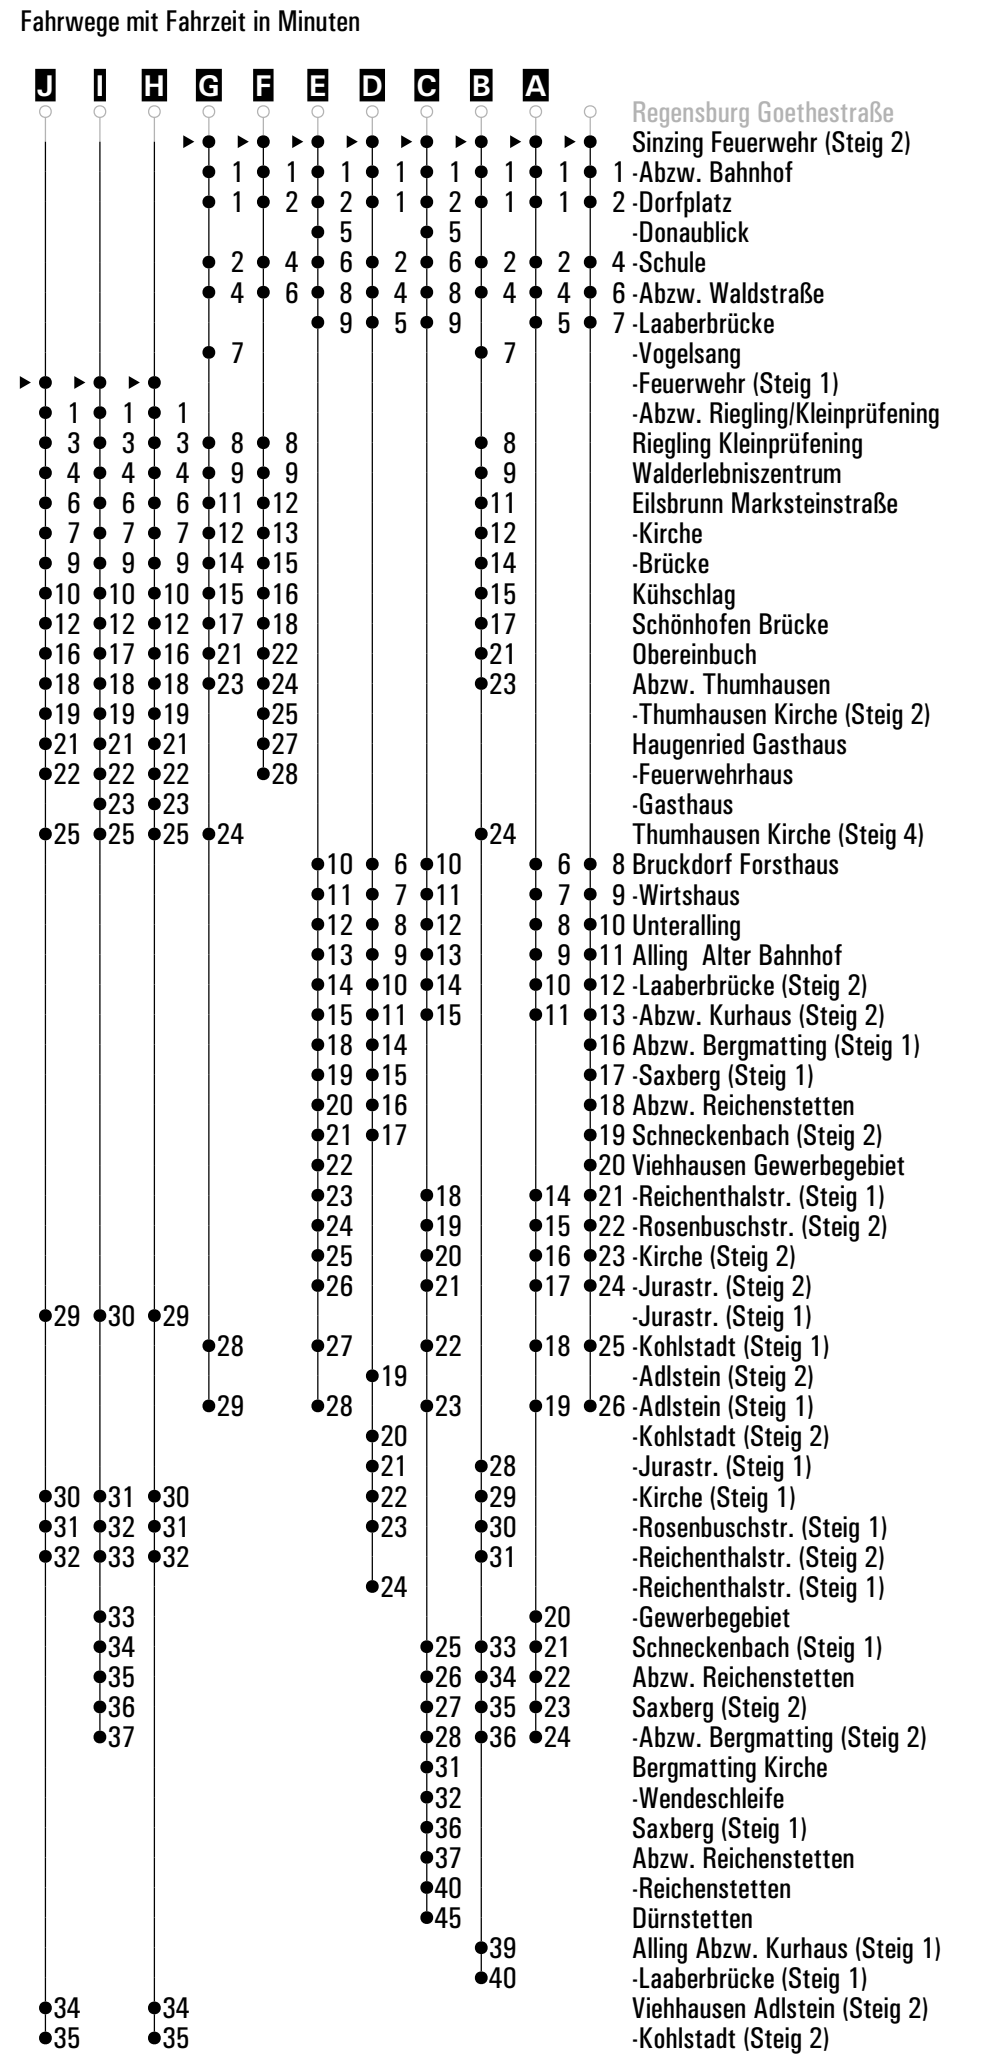 Fahrwege mit Fahrzeit in Minuten
J I H G F E D C B A
Regensburg Goethestraße
Sinzing Feuerwehr (Steig 2)
1 1 1 1 1 1 1 1 -Abzw. Bahnhof
1 2 2 1 2 1 1 2 -Dorfplatz
5 5 -Donaublick
2 4 6 2 6 2 2 4 -Schule
4 6 8 4 8 4 4 6 -Abzw. Waldstraße
9 5 9 5 7 -Laaberbrücke
7 7 -Vogelsang
-Feuerwehr (Steig 1)
1 1 1 -Abzw. Riegling/Kleinprüfening
3 3 3 8 8 8 Riegling Kleinprüfening
4 4 4 9 9 9 Walderlebniszentrum
6 6 6 11 12 11 Eilsbrunn Marksteinstraße
7 7 7 12 13 12 -Kirche
9 9 9 14 15 14 -Brücke
10 10 10 15 16 15 Kühschlag
12 12 12 17 18 17 Schönhofen Brücke
16 17 16 21 22 21 Obereinbuch
18 18 18 23 24 23 Abzw. Thumhausen
19 19 19 25 -Thumhausen Kirche (Steig 2)
21 21 21 27 Haugenried Gasthaus
22 22 22 28 -Feuerwehrhaus
23 23 -Gasthaus
25 25 25 24 24 Thumhausen Kirche (Steig 4)
10 6 10 6 8 Bruckdorf Forsthaus
11 7 11 7 9 -Wirtshaus
12 8 12 8 10 Unteralling
13 9 13 9 11 Alling Alter Bahnhof
14 10 14 10 12 -Laaberbrücke (Steig 2)
15 11 15 11 13 -Abzw. Kurhaus (Steig 2)
18 14 16 Abzw. Bergmatting (Steig 1)
19 15 17 -Saxberg (Steig 1)
20 16 18 Abzw. Reichenstetten
21 17 19 Schneckenbach (Steig 2)
22 20 Viehhausen Gewerbegebiet
23 18 14 21 -Reichenthalstr. (Steig 1)
24 19 15 22 -Rosenbuschstr. (Steig 2)
25 20 16 23 -Kirche (Steig 2)
26 21 17 24 -Jurastr. (Steig 2)
29 30 29 -Jurastr. (Steig 1)
28 27 22 18 25 -Kohlstadt (Steig 1)
19 -Adlstein (Steig 2)
29 28 23 19 26 -Adlstein (Steig 1)
20 -Kohlstadt (Steig 2)
21 28 -Jurastr. (Steig 1)
30 31 30 22 29 -Kirche (Steig 1)
31 32 31 23 30 -Rosenbuschstr. (Steig 1)
32 33 32 31 -Reichenthalstr. (Steig 2)
24 -Reichenthalstr. (Steig 1)
33 20 -Gewerbegebiet
34 25 33 21 Schneckenbach (Steig 1)
35 26 34 22 Abzw. Reichenstetten
36 27 35 23 Saxberg (Steig 2)
37 28 36 24 -Abzw. Bergmatting (Steig 2)
31 Bergmatting Kirche
32 -Wendeschleife
36 Saxberg (Steig 1)
37 Abzw. Reichenstetten
40 -Reichenstetten
45 Dürnstetten
39 Alling Abzw. Kurhaus (Steig 1)
40 -Laaberbrücke (Steig 1)
34 34 Viehhausen Adlstein (Steig 2)
35 35 -Kohlstadt (Steig 2)